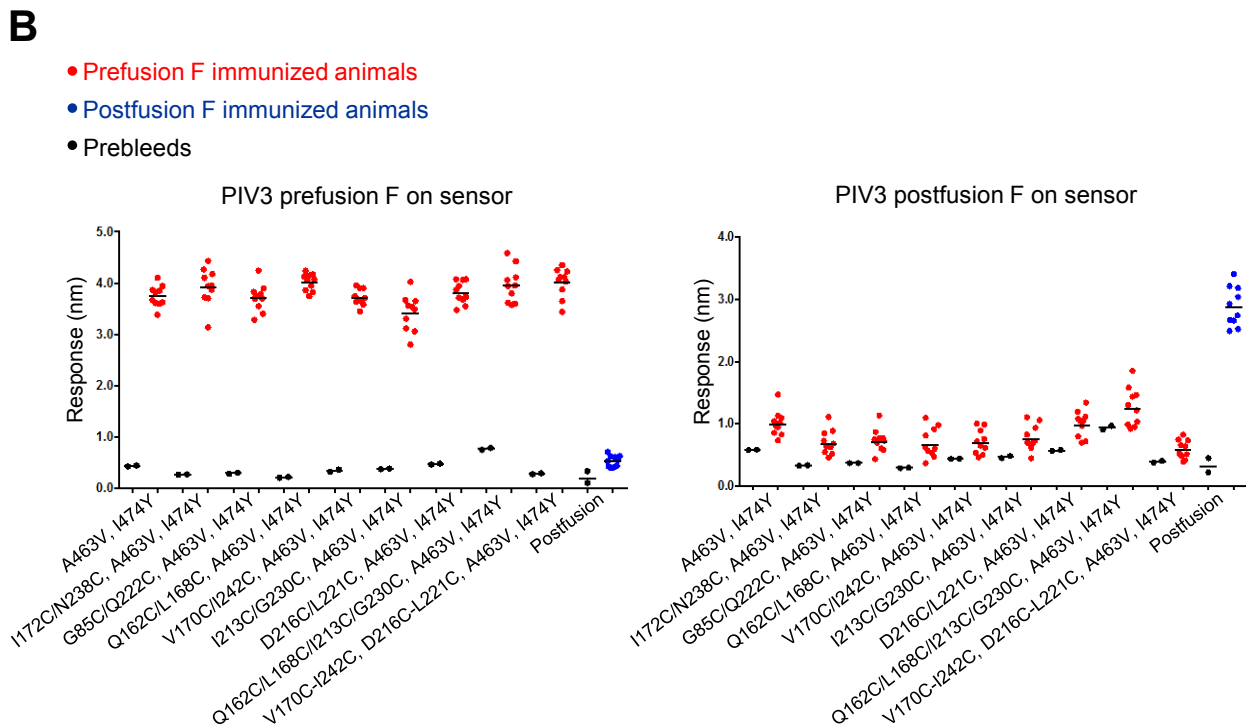 B
Prefusion F immunized animals
Postfusion F immunized animals
Prebleeds
PIV3 prefusion F on sensor
Response (nm)
5.0
4.0
3.0
2.0
1.0
0.0
A463V, I474Y
I172C/N238C, A463V, I474Y
G85C/Q222C, A463V, I474Y
Q162C/L168C, A463V, I474Y
V170C/I242C, A463V, I474Y
I213C/G230C, A463V, I474Y
D216C/L221C, A463V, I474Y
Q162C/L168C/I213C/G230C, A463V, I474Y
V170C-I242C, D216C-L221C, A463V, I474Y
Postfusion
PIV3 postfusion F on sensor
Response (nm)
4.0
3.0
2.0
1.0
0.0
A463V, I474Y
I172C/N238C, A463V, I474Y
G85C/Q222C, A463V, I474Y
Q162C/L168C, A463V, I474Y
V170C/I242C, A463V, I474Y
I213C/G230C, A463V, I474Y
D216C/L221C, A463V, I474Y
Q162C/L168C/I213C/G230C, A463V, I474Y
V170C-I242C, D216C-L221C, A463V, I474Y
Postfusion